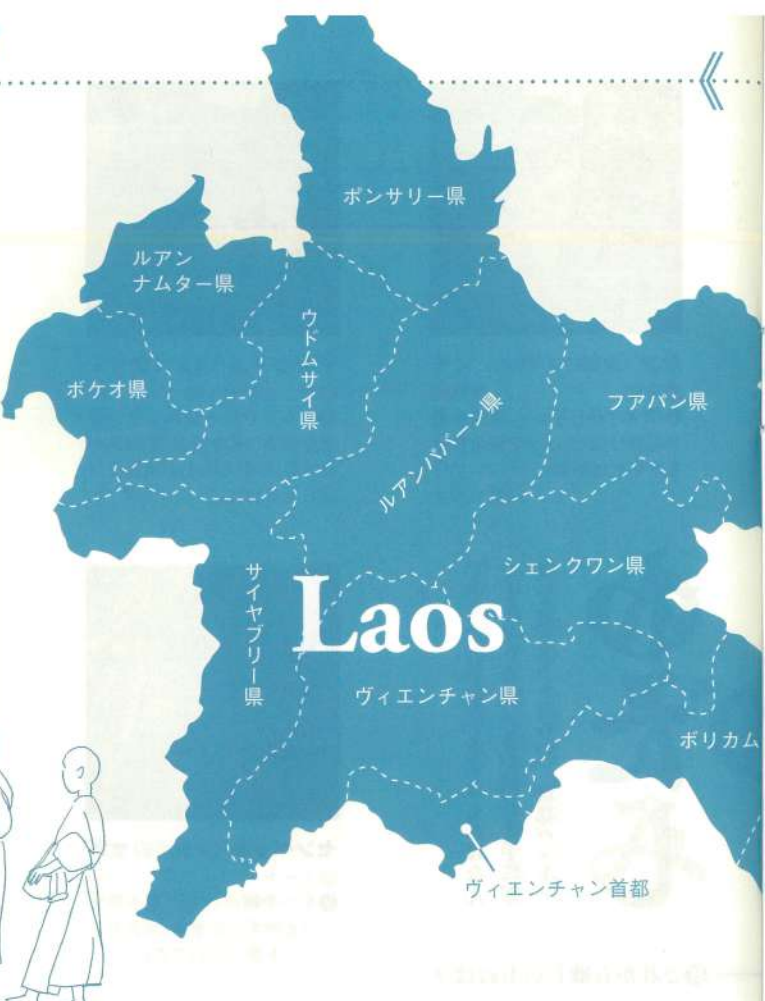 ポンサリー県
ルアン
ナムター県
ウドムサイ県
ボケオ県
フアパン県
ルアンパバーン県
シェンクワン県
サイヤブリー県
Laos
ヴィエンチャン県
ボリカム
ヴィエンチャン首都